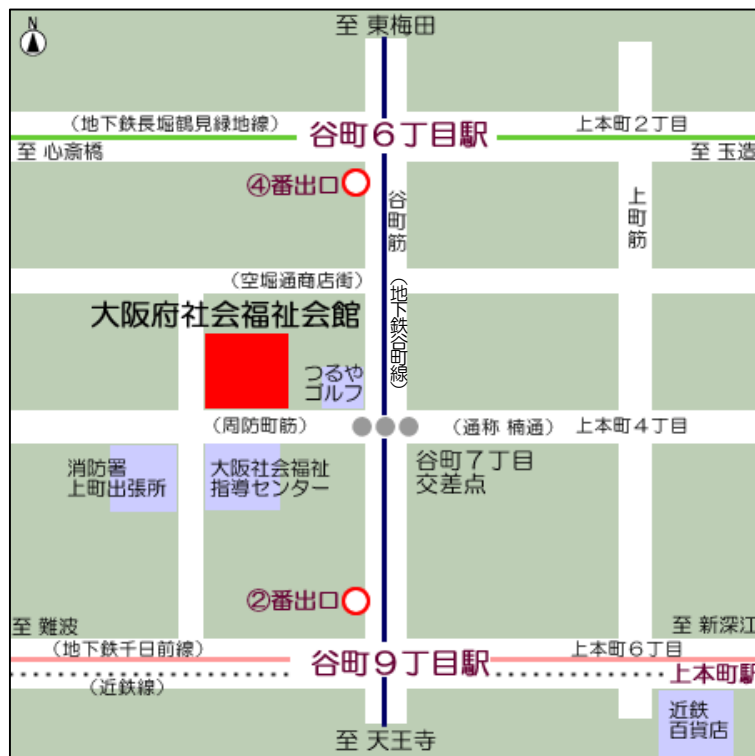 N
至 東梅田
(地下鉄長堀鶴見緑地線)
谷町6丁目駅
上本町2丁目
至 心斎橋
至 玉造
④番出口
谷町筋
上町筋
(空堀通商店街)
(地下鉄谷町線)
大阪府社会福祉会館
つるや
ゴルフ
(周防町筋)
(通称 楠通)
上本町4丁目
消防署
上町出張所
大阪社会福祉
指導センター
谷町7丁目
交差点
②番出口
至 難波
至 新深江
(地下鉄千日前線)
谷町9丁目駅
上本町6丁目
(近鉄線)
上本町駅
近鉄
百貨店
至 天王寺